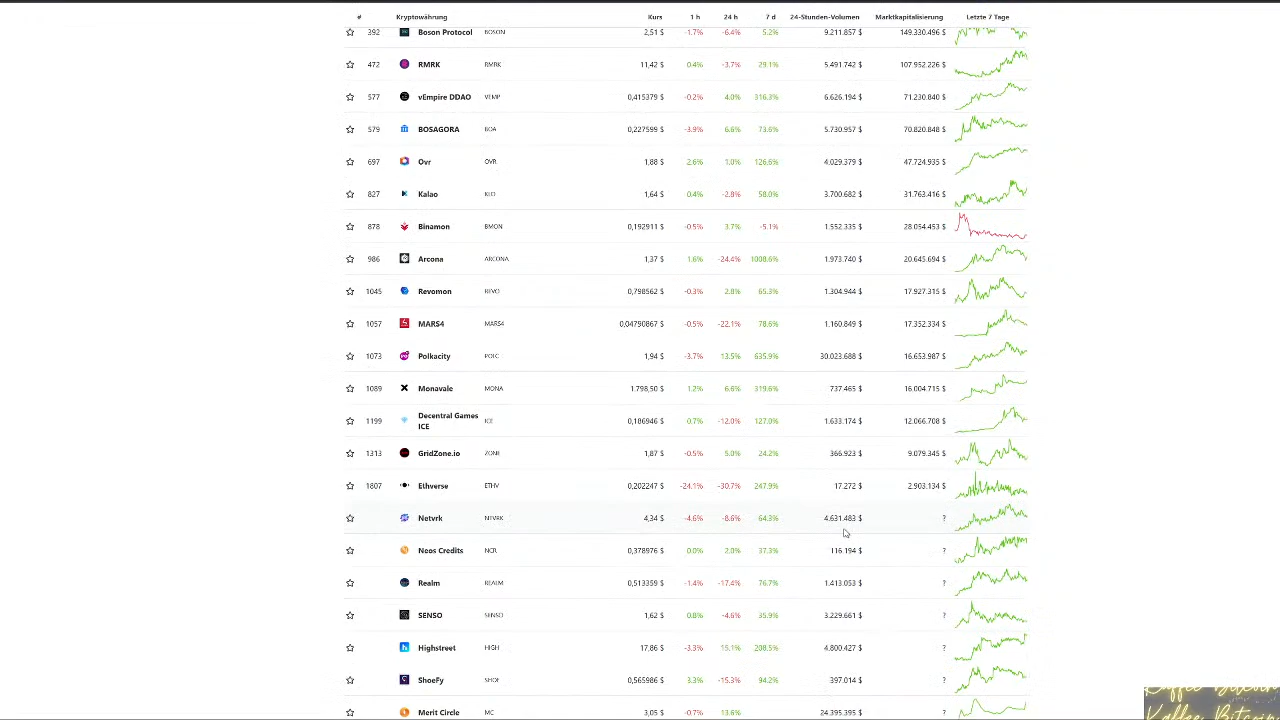 # Kryptowährung Kurs 1 h 24 h 7 d 24-Stunden-Volumen Marktkapitalisierung Letzte 7 Tage
392 Boson Protocol BOSON 2,51 $ -1.7% -6.4% 5.2% 149.330.496 $
472 RMRK RMRK 11,42 $ 0.4% -3.7% 29.1% 5.491.742 $ 107.952.226 $
577 vEmpire DDAO VEMP 0,415379 $ -0.2% 4.0% 316.3% 6.626.194 $ 71.230.840 $
579 BOSAGORA BOA 0,227599 $ -3.9% 6.6% 73.6% 5.730.957 $ 70.820.848 $
697 Ovr OVR 1,88 $ 2.6% 1.0% 126.6% 4.029.379 $ 47.724.935 $
827 Kalao KLO 1,64 $ 0.4% -2.8% 58.0% 3.700.682 $ 31.763.416 $
878 Binamon BMON 0,192911 $ -0.5% 3.7% -5.1% 1.552.335 $ 28.054.453 $
986 Arcona ARCONA 1,37 $ 1.6% -24.4% 1008.6% 1.973.740 $ 20.645.694 $
1045 Revomon REVO 0,798562 $ -0.3% 2.8% 65.3% 1.304.944 $ 17.927.315 $
1057 MARS4 MARS4 0,04790867 $ -0.5% -22.1% 78.6% 1.160.849 $ 17.352.334 $
1073 Polkacity POLC 1,94 $ -3.7% 13.5% 635.9% 30.023.688 $ 16.653.987 $
1089 Monavale MONA 1.798,50 $ 1.2% 6.6% 319.6% 737.465 $ 16.004.715 $
1199 Decentral Games ICE 0,186946 $ 0.7% -12.0% 127.0% 1.633.174 $ 12.066.708 $
ICE
1313 GridZone.io ZONE 1,87 $ -0.5% 5.0% 24.2% 9.079.345 $
1807 Ethverse ETHV 0,202247 $ -24.1% -30.7% 247.9% 17.272 $ 2.903.134 $
Netvrk NTVRK 4,34 $ -4.6% -8.6% 64.3% 4.631.483 $ ?
Neos Credits NCR 0,378976 $ 0.0% 2.0% 37.3% ?
Realm REALM 0,513359 $ -1.4% -17.4% 76.7% 1.413.053 $ ?
SENSO SENSO 1,62 $ 0.8% -4.6% 35.9% 3.229.661 $ ?
Highstreet HIGH 17,86 $ -3.3% 15.1% 208.5% ?
ShoeFy SHOE 0,565986 $ 3.3% -15.3% 94.2% 397.014 $ ?
Merit Circle MC 3,05 $ -0.7% 13.6% 24.395.395 $ ?
Kaffee Bitcoin